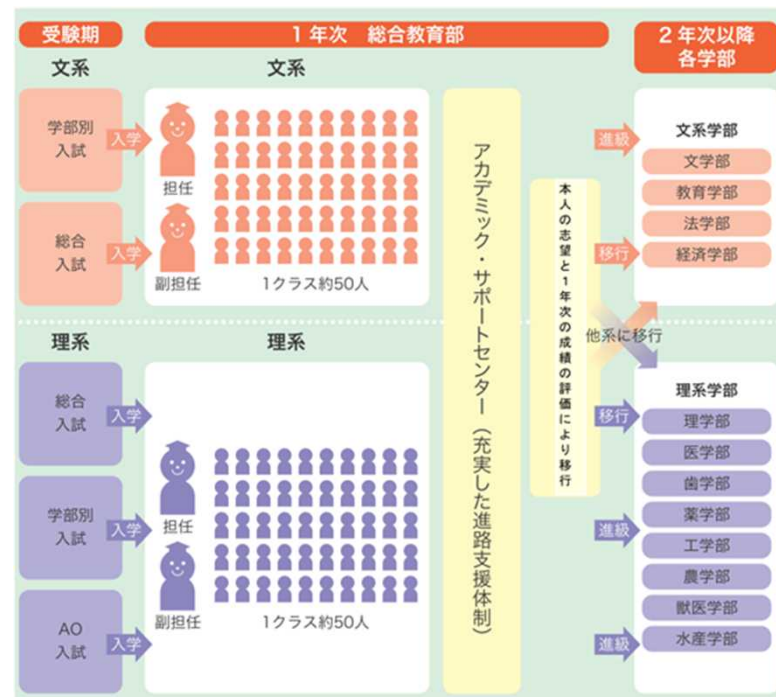 受験期
1年次 総合教育部
2年次以降
各学部
文系
文系
学部別
入試
入学
担任
総合
入試
入学
副担任
1クラス約50人
理系
理系
総合
入試
入学
学部別
入試
入学
担任
AO
入試
入学
副担任
1クラス約50人
アカデミック・サポートセンター(充実した進路支援体制)
本人の志望と1年次の成績の評価により移行
進級
移行
他系に移行
移行
進級
進級
文系学部
文学部
教育学部
法学部
経済学部
理系学部
理学部
医学部
歯学部
薬学部
工学部
農学部
獣医学部
水産学部